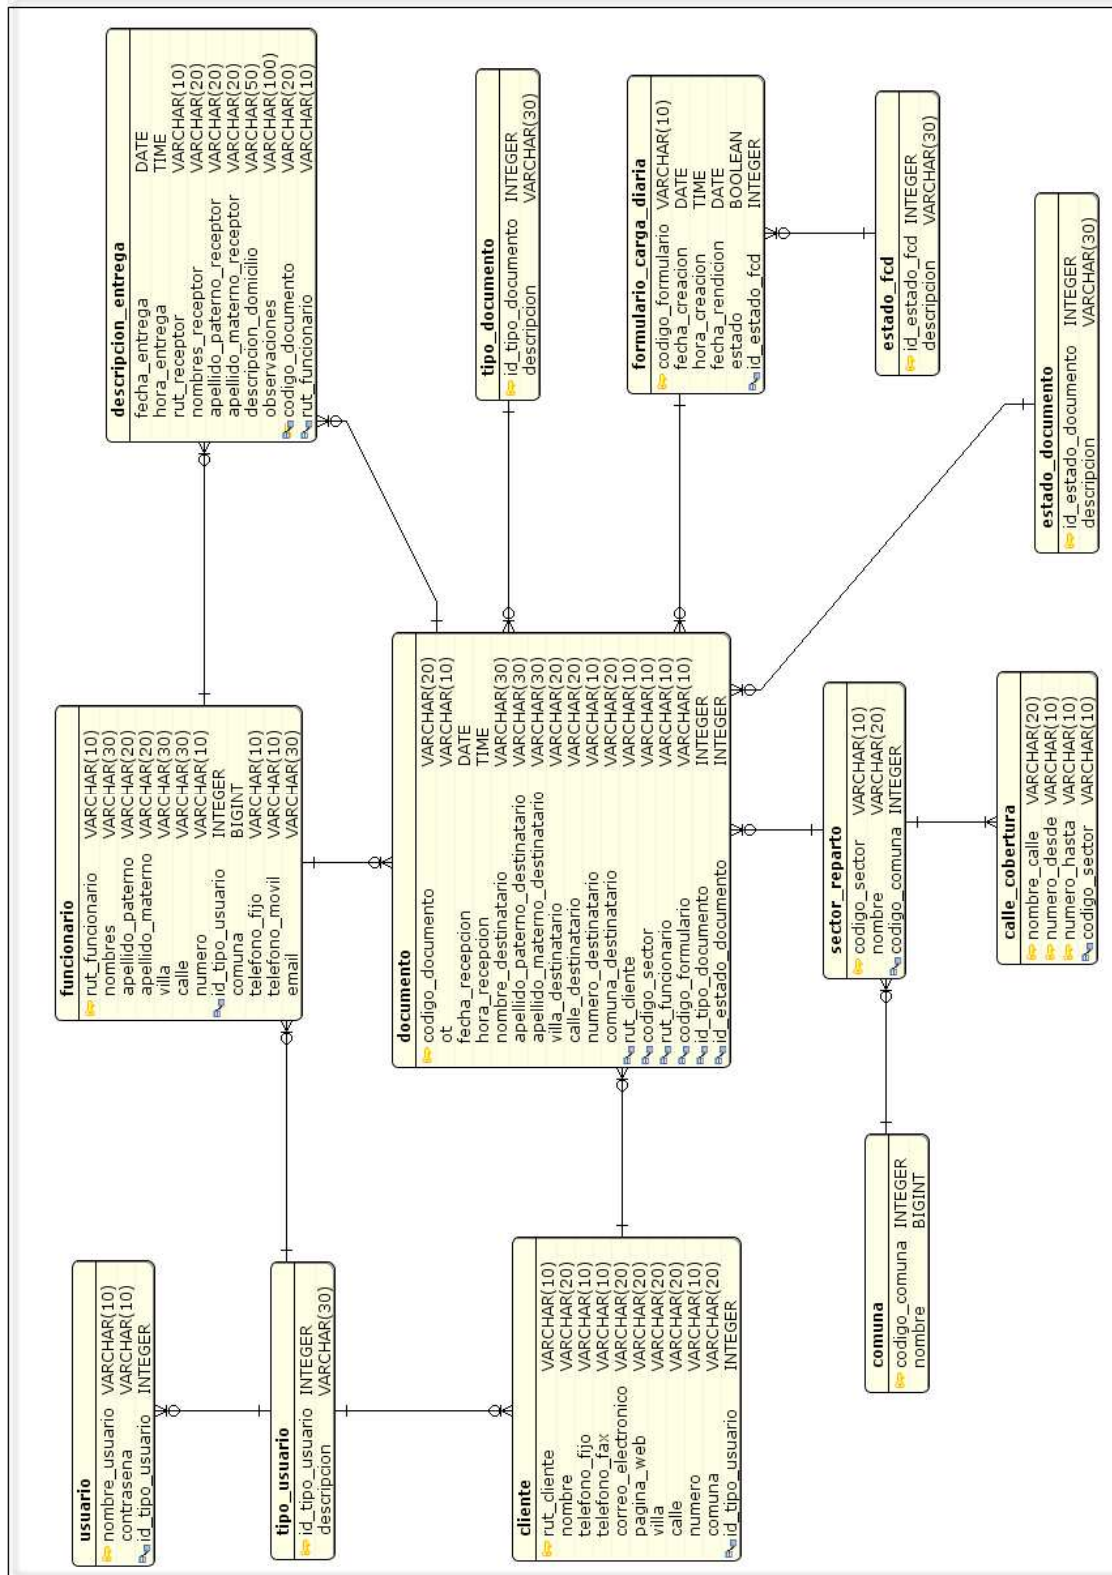 usuario
nombre_usuario VARCHAR(10)
contrasena VARCHAR(10)
id_tipo_usuario INTEGER
tipo_usuario
id_tipo_usuario INTEGER
descripcion VARCHAR(30)
cliente
rut_cliente VARCHAR(10)
nombre VARCHAR(20)
telefono_fijo VARCHAR(10)
telefono_fax VARCHAR(10)
correo_electronico VARCHAR(20)
pagina_web VARCHAR(20)
villa VARCHAR(20)
calle VARCHAR(20)
numero VARCHAR(10)
comuna VARCHAR(20)
id_tipo_usuario INTEGER
comuna
codigo_comuna INTEGER
nombre BIGINT
funcionario
rut_funcionario VARCHAR(10)
nombres VARCHAR(30)
apellido_paterno VARCHAR(20)
apellido_materno VARCHAR(20)
villa VARCHAR(30)
calle VARCHAR(30)
numero VARCHAR(10)
id_tipo_usuario INTEGER
comuna BIGINT
telefono_fijo VARCHAR(10)
telefono_movil VARCHAR(10)
email VARCHAR(30)
documento
codigo_documento VARCHAR(20)
ot VARCHAR(10)
fecha_recepcion DATE
hora_recepcion TIME
nombre_destinatario VARCHAR(30)
apellido_paterno_destinatario VARCHAR(30)
apellido_materno_destinatario VARCHAR(30)
villa_destinatario VARCHAR(20)
calle_destinatario VARCHAR(20)
numero_destinatario VARCHAR(10)
comuna_destinatario VARCHAR(20)
rut_cliente VARCHAR(10)
codigo_sector VARCHAR(10)
rut_funcionario VARCHAR(10)
codigo_formulario VARCHAR(10)
id_tipo_documento INTEGER
id_estado_documento INTEGER
sector_reparto
codigo_sector VARCHAR(10)
nombre VARCHAR(20)
codigo_comuna INTEGER
calle_cobertura
nombre_calle VARCHAR(20)
numero_desde VARCHAR(10)
numero_hasta VARCHAR(10)
codigo_sector VARCHAR(10)
descripcion_entrega
fecha_entrega DATE
hora_entrega TIME
rut_receptor VARCHAR(10)
nombres_receptor VARCHAR(20)
apellido_paterno_receptor VARCHAR(20)
apellido_materno_receptor VARCHAR(20)
descripcion_domicilio VARCHAR(50)
observaciones VARCHAR(100)
codigo_documento VARCHAR(20)
rut_funcionario VARCHAR(10)
tipo_documento
id_tipo_documento INTEGER
descripcion VARCHAR(30)
formulario_carga_diaria
codigo_formulario VARCHAR(10)
fecha_creacion DATE
hora_creacion TIME
fecha_rendicion DATE
estado BOOLEAN
id_estado_fcd INTEGER
estado_fcd
id_estado_fcd INTEGER
descripcion VARCHAR(30)
estado_documento
id_estado_documento INTEGER
descripcion VARCHAR(30)